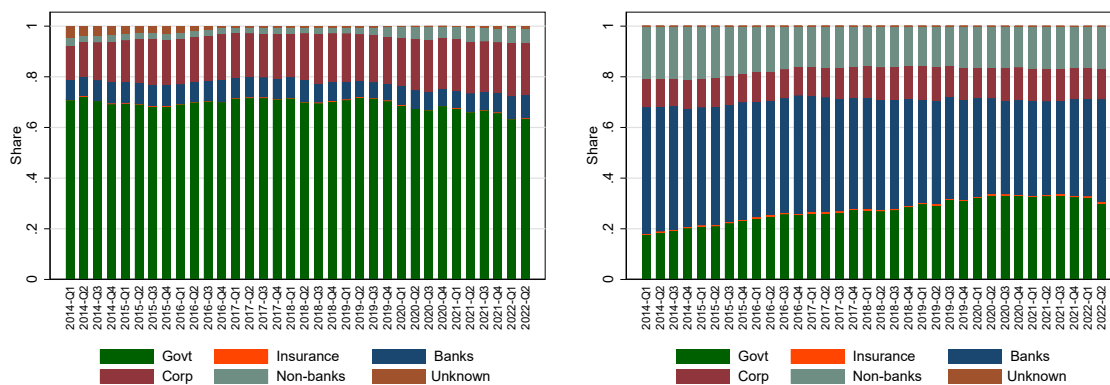 1
.8
.6
.4
.2
0
Share
2014-Q1
2014-Q2
2014-Q3
2014-Q4
2015-Q1
2015-Q2
2015-Q3
2015-Q4
2016-Q1
2016-Q2
2016-Q3
2016-Q4
2017-Q1
2017-Q2
2017-Q3
2017-Q4
2018-Q1
2018-Q2
2018-Q3
2018-Q4
2019-Q1
2019-Q2
2019-Q3
2019-Q4
2020-Q1
2020-Q2
2020-Q3
2020-Q4
2021-Q1
2021-Q2
2021-Q3
2021-Q4
2022-Q1
2022-Q2
Govt Insurance Banks
Corp Non-banks Unknown
1
.8
.6
.4
.2
0
Share
2014-Q1
2014-Q2
2014-Q3
2014-Q4
2015-Q1
2015-Q2
2015-Q3
2015-Q4
2016-Q1
2016-Q2
2016-Q3
2016-Q4
2017-Q1
2017-Q2
2017-Q3
2017-Q4
2018-Q1
2018-Q2
2018-Q3
2018-Q4
2019-Q1
2019-Q2
2019-Q3
2019-Q4
2020-Q1
2020-Q2
2020-Q3
2020-Q4
2021-Q1
2021-Q2
2021-Q3
2021-Q4
2022-Q1
2022-Q2
Govt Insurance Banks
Corp Non-banks Unknown